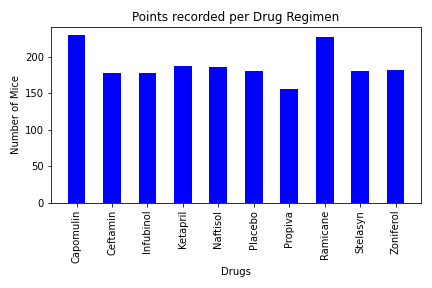 Points recorded per Drug Regimen
200
150
100
50
0
Number of Mice
Capomulin
Ceftamin
Infubinol
Ketapril
Naftisol
Placebo
Propiva
Ramicane
Stelasyn
Zoniferol
Drugs